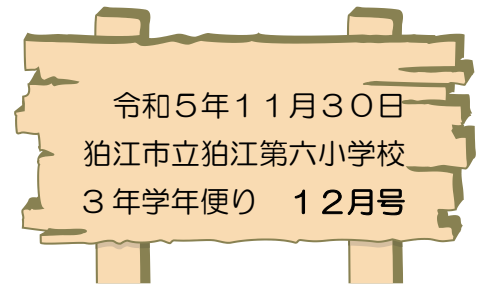 令和５年１１月３０日
狛江市立狛江第六小学校
３年学年便り　１２月号